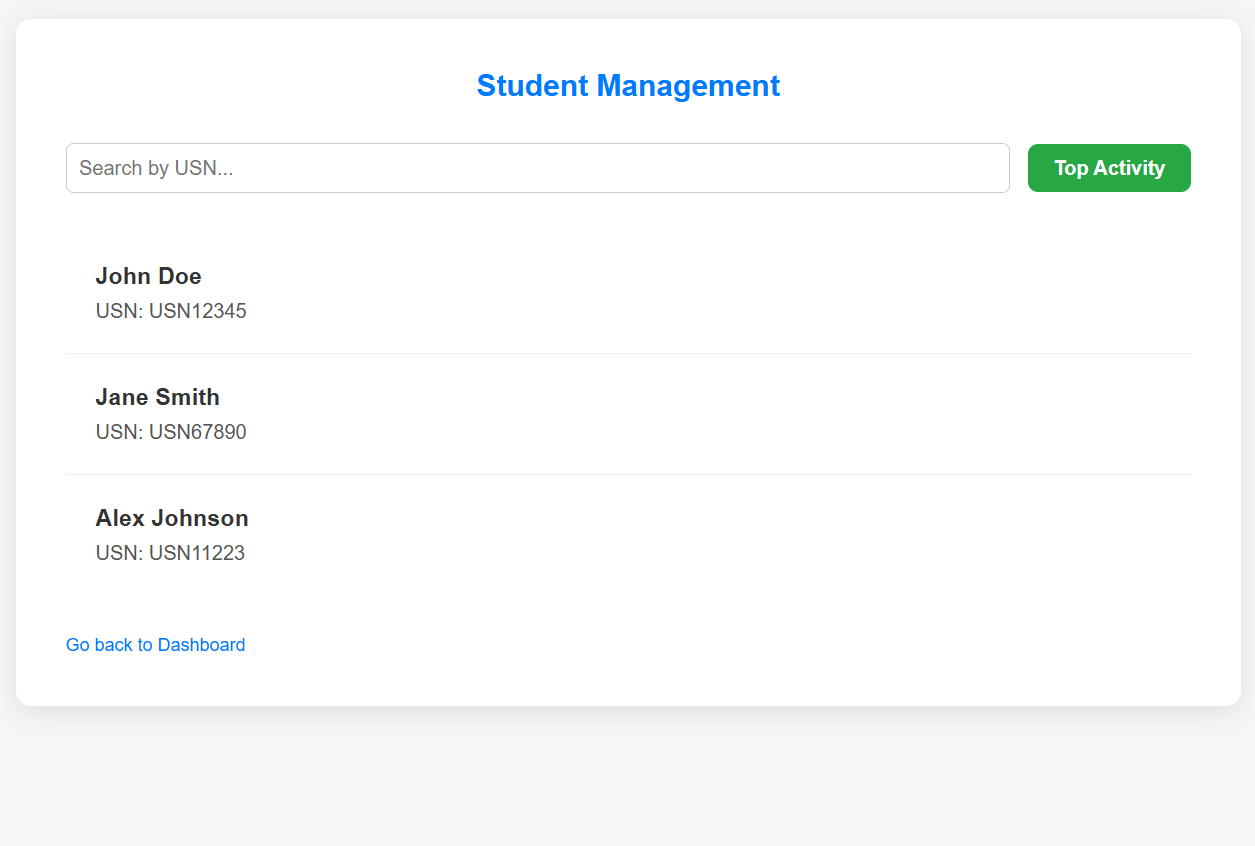 Student Management
Search by USN...
Top Activity
John Doe
USN: USN12345
Jane Smith
USN: USN67890
Alex Johnson
USN: USN11223
Go back to Dashboard